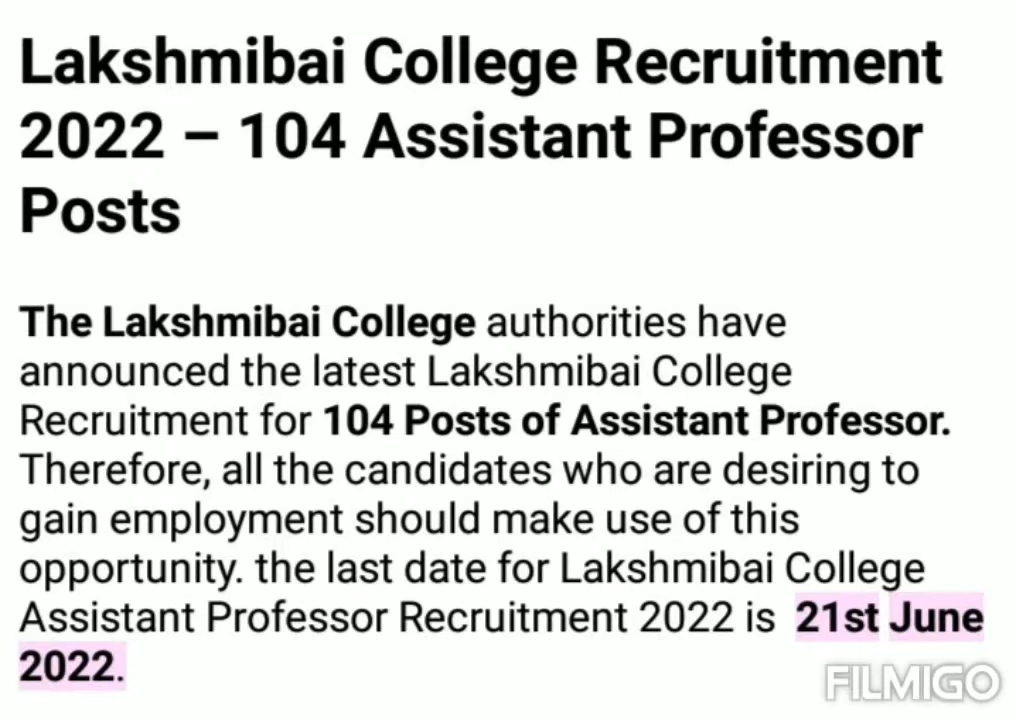 Lakshmibai College Recruitment
2022 – 104 Assistant Professor
Posts
The Lakshmibai College authorities have
announced the latest Lakshmibai College
Recruitment for 104 Posts of Assistant Professor.
Therefore, all the candidates who are desiring to
gain employment should make use of this
opportunity. the last date for Lakshmibai College
Assistant Professor Recruitment 2022 is 21st June
2022.
FILMIGO